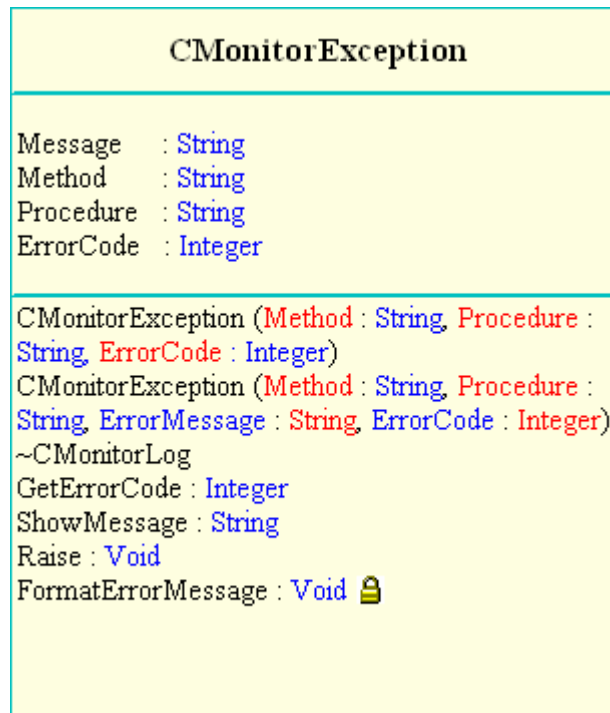 CMonitorException
Message : String
Method : String
Procedure : String
ErrorCode : Integer
CMonitorException (Method : String, Procedure :
String, ErrorCode : Integer)
CMonitorException (Method : String, Procedure :
String, ErrorMessage : String, ErrorCode : Integer)
~CMonitorLog
GetErrorCode : Integer
ShowMessage : String
Raise : Void
FormatErrorMessage : Void